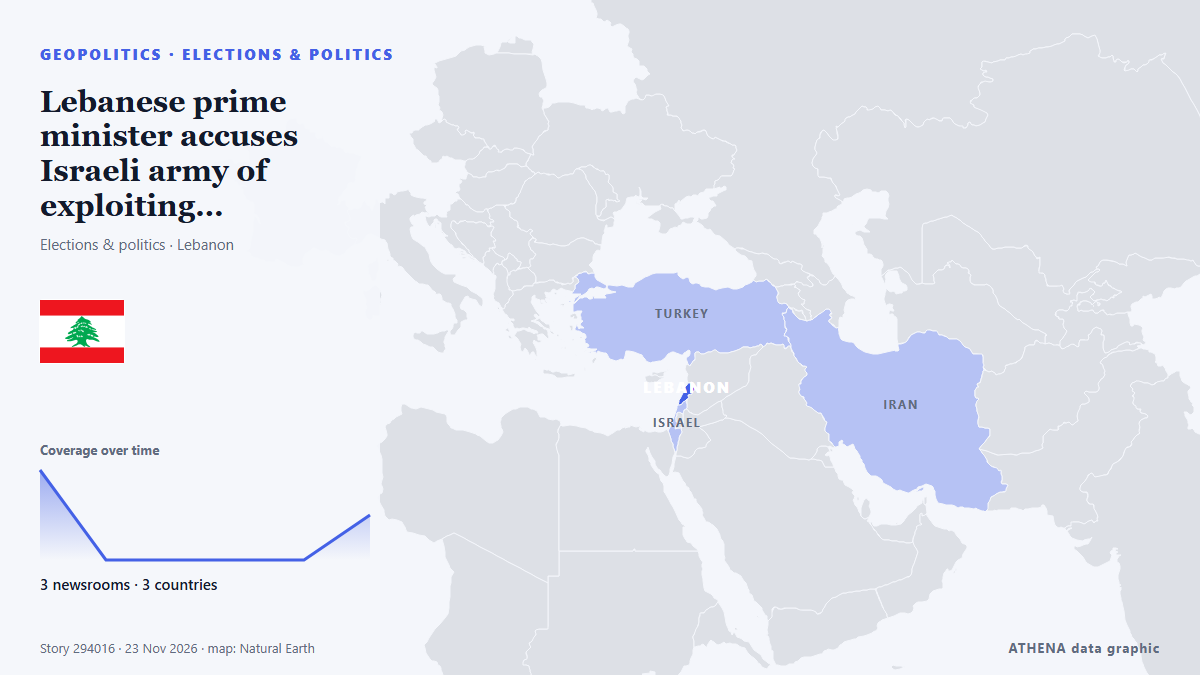 GEOPOLITICS · ELECTIONS & POLITICS
Lebanese prime
minister accuses
Israeli army of
exploiting...
Elections & politics · Lebanon
TURKEY
LEBANON
IRAN
ISRAEL
Coverage over time
3 newsrooms · 3 countries
Story 294016 · 23 Nov 2026 · map: Natural Earth
ATHENA data graphic